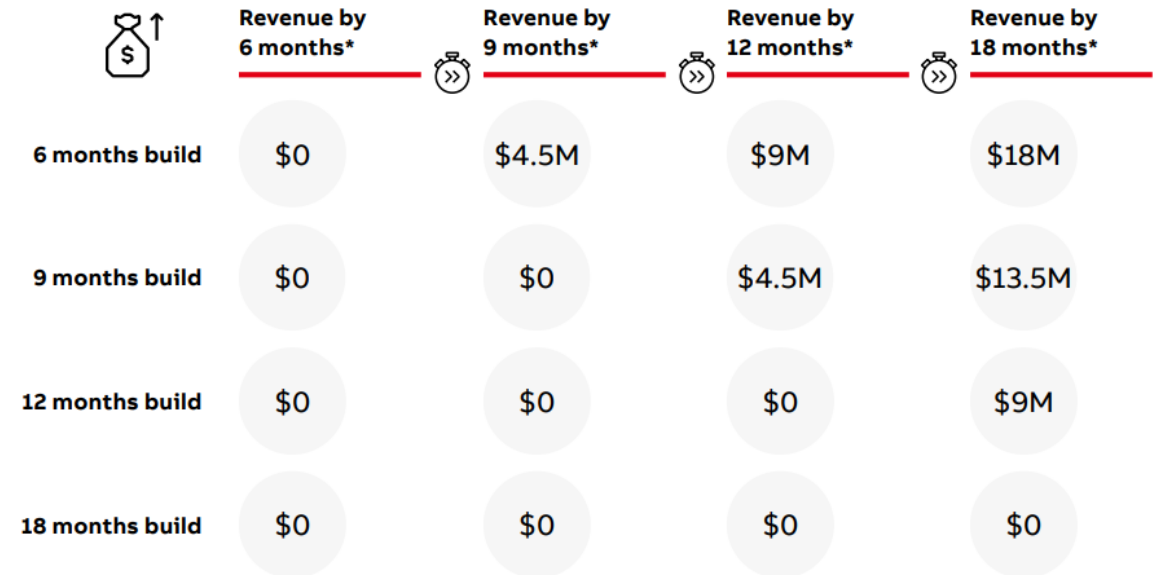 $
Revenue by
6 months*
Revenue by
9 months*
Revenue by
12 months*
Revenue by
18 months*
6 months build $0 $4.5M $9M $18M
9 months build $0 $0 $4.5M $13.5M
12 months build $0 $0 $0 $9M
18 months build $0 $0 $0 $0